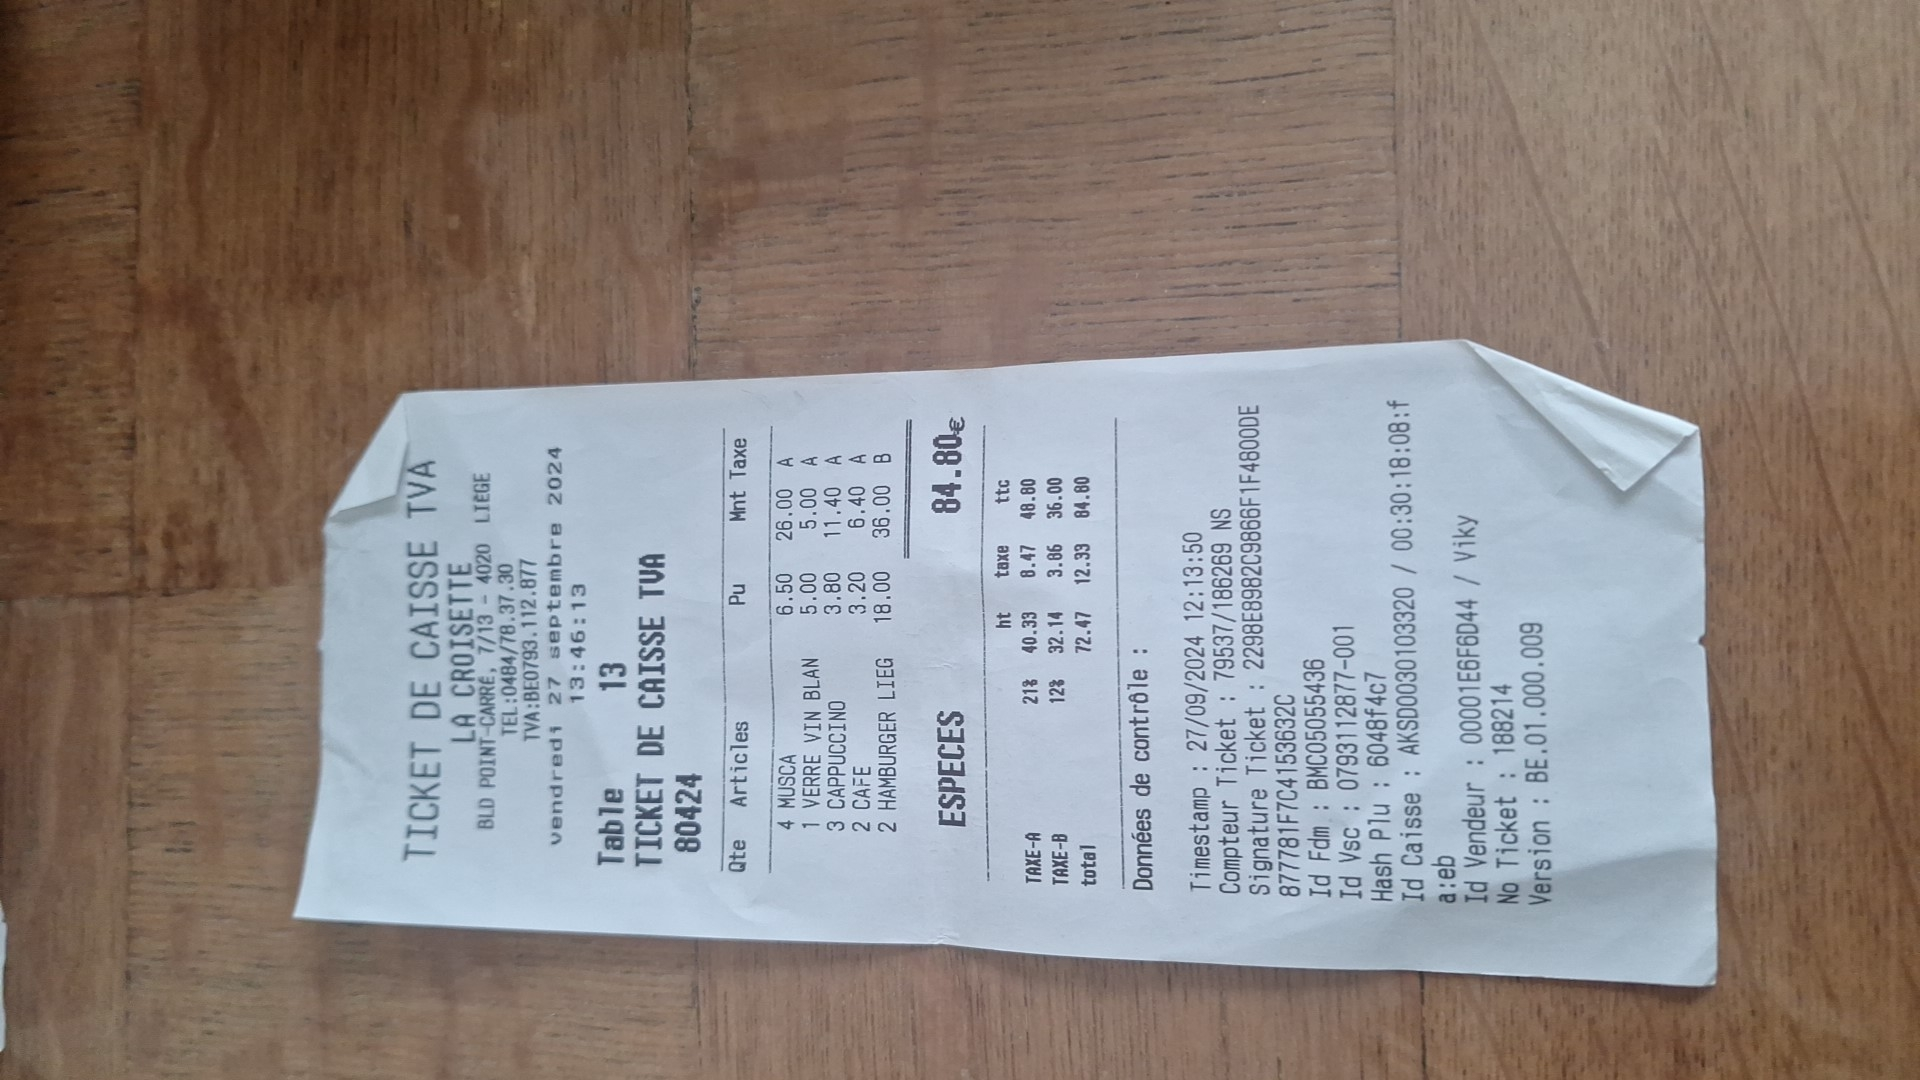 TICKET DE CAISSE TVA
LA CROISETTE
BLD POINT-CARRÉ, 7/13 - 4020 LIÈGE
TEL:0484/78.37.30
TVA:BE0793.112.877
vendredi 27 septembre 2024
13:46:13
Table 13
TICKET DE CAISSE TVA
80424
Qte Articles Pu Mnt Taxe
4 MUSCA 6.50 26.00 A
1 VERRE VIN BLAN 5.00 5.00 A
3 CAPPUCCINO 3.80 11.40 A
2 CAFE 3.20 6.40 A
2 HAMBURGER LIEG 18.00 36.00 B
ESPECES 84.80€
ht taxe ttc
TAXE-A 21% 40.33 8.47 48.80
TAXE-B 12% 32.14 3.86 36.00
total 72.47 12.33 84.80
Données de contrôle :
Timestamp : 27/09/2024 12:13:50
Compteur Ticket : 79537/186269 NS
Signature Ticket : 2298E8982C9866F1F4800DE
877781F7C41536​32C
Id Fdm : BMC05055436
Id Vsc : 0793112877-001
Hash Plu : 6048f4c7
Id Caisse : AKSD0030103320 / 00:30:18:08:f
a:eb
Id Vendeur : 00001E6F6D44 / Viky
No Ticket : 188214
Version : BE.01.000.009